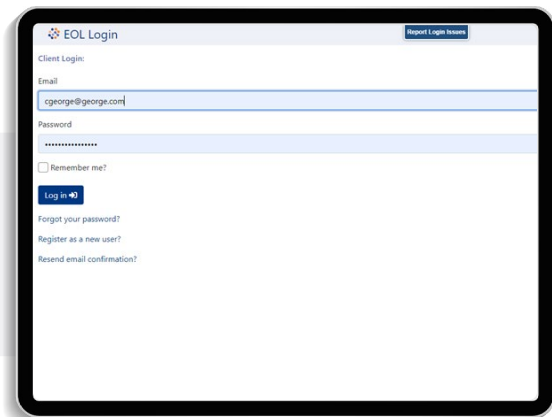 EOL Login
Report Login Issues
Client Login:
Email
cgeorge@george.com
Password
••••••••••••••••
Remember me?
Log in
Forgot your password?
Register as a new user?
Resend email confirmation?